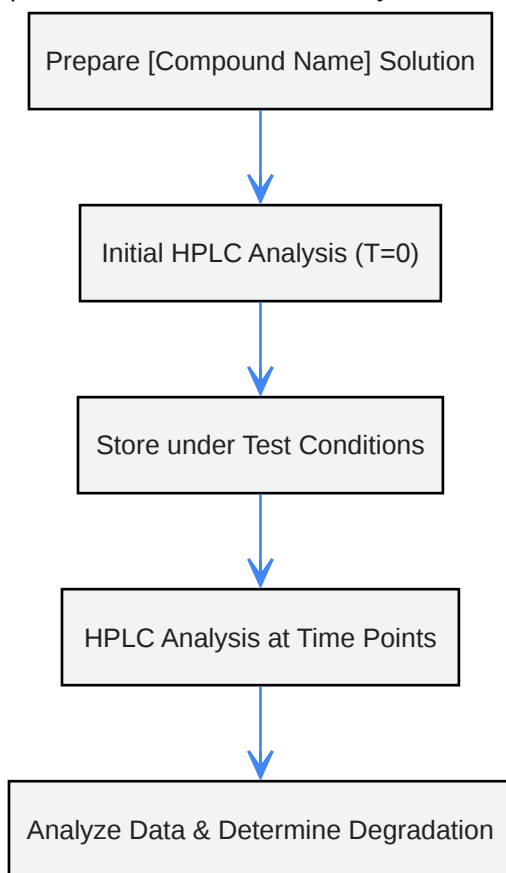 Prepare [Compound Name] Solution
Initial HPLC Analysis (T=0)
Store under Test Conditions
HPLC Analysis at Time Points
Analyze Data & Determine Degradation